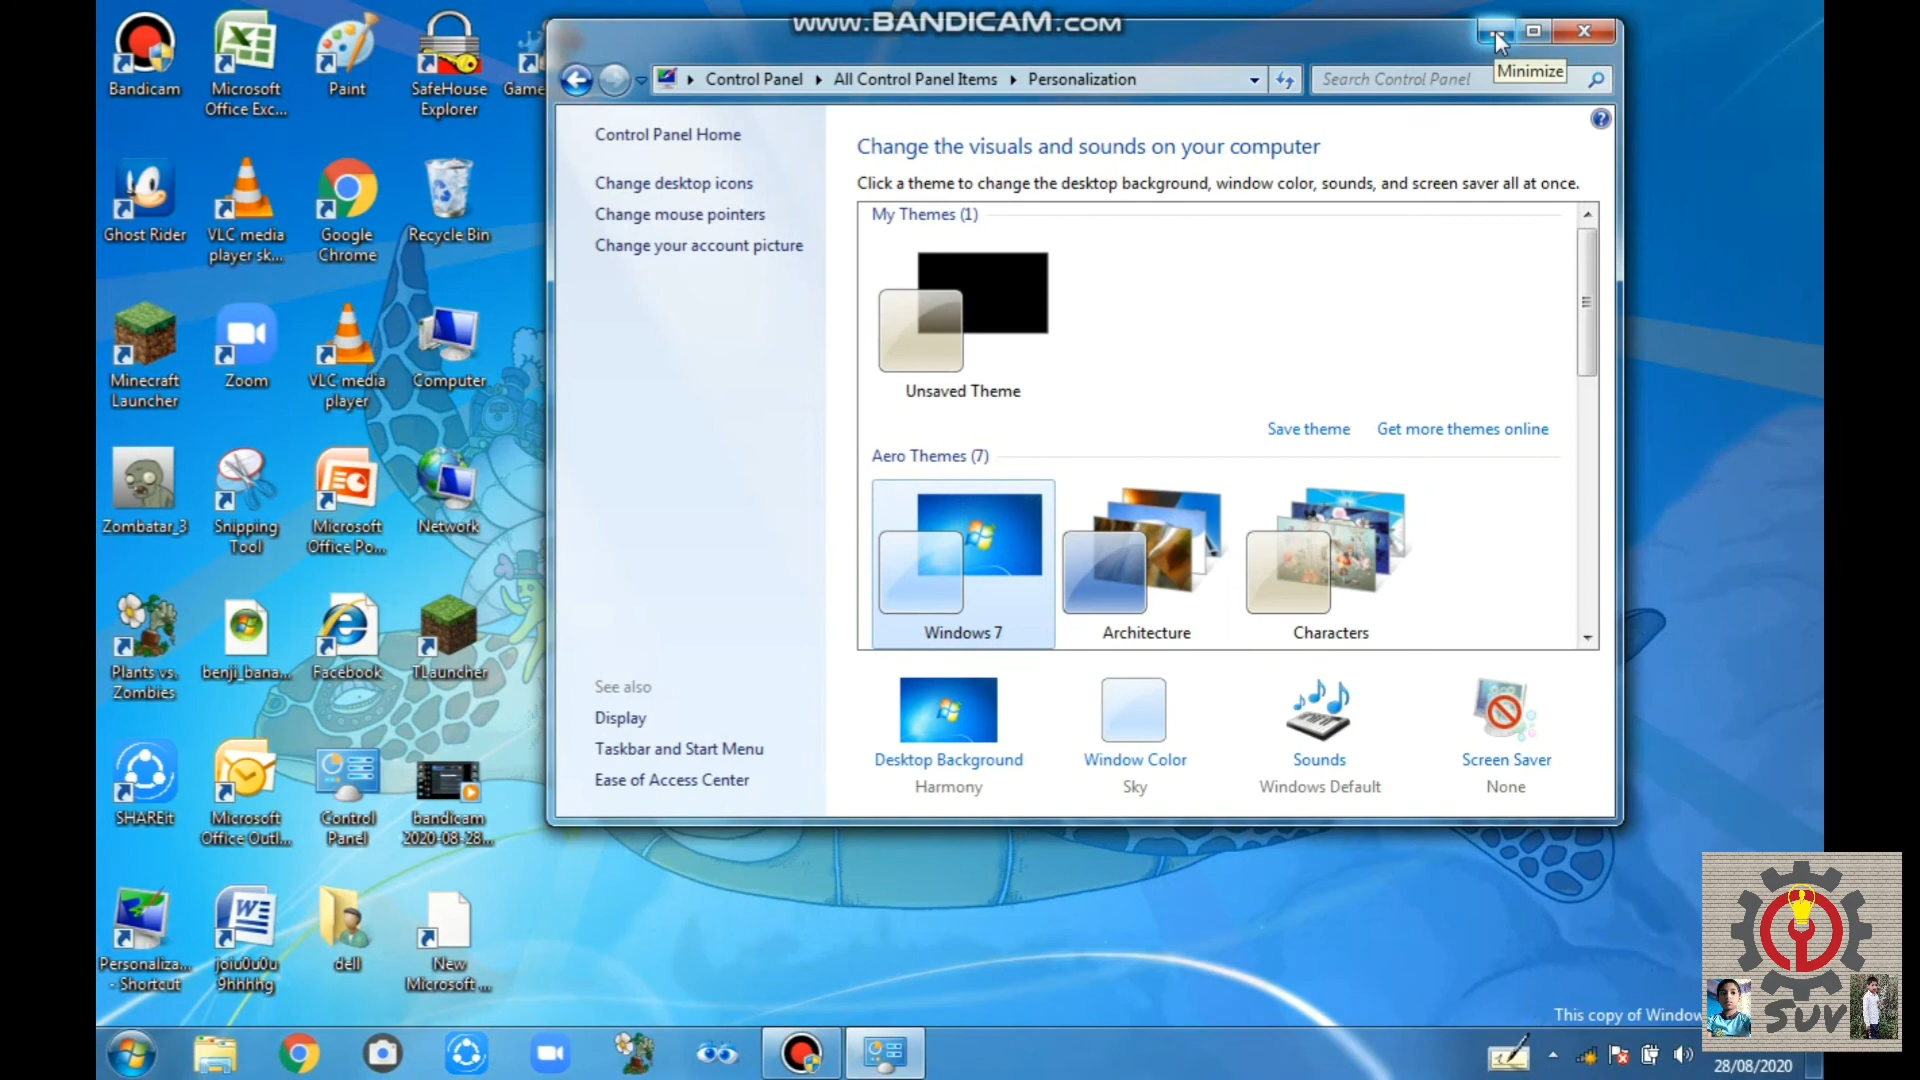 www.BANDICAM.com
Minimize
Control Panel
All Control Panel Items
Personalization
Search Control Panel
Control Panel Home
Change desktop icons
Change mouse pointers
Change your account picture
See also
Display
Taskbar and Start Menu
Ease of Access Center
Change the visuals and sounds on your computer
Click a theme to change the desktop background, window color, sounds, and screen saver all at once.
My Themes (1)
Unsaved Theme
Save theme
Get more themes online
Aero Themes (7)
Windows 7
Architecture
Characters
Desktop Background
Harmony
Window Color
Sky
Sounds
Windows Default
Screen Saver
None
Bandicam
Microsoft
Office Exc...
Paint
SafeHouse
Explorer
Game
Ghost Rider
VLC media
player sk...
Google
Chrome
Recycle Bin
Minecraft
Launcher
Zoom
VLC media
player
Computer
Zombatar_3
Snipping
Tool
Microsoft
Office Po...
Network
Plants vs.
Zombies
benji_bana...
Facebook
TLauncher
SHAREit
Microsoft
Office Outl...
Control
Panel
bandicam
2020-08-28...
Personaliza...
- Shortcut
joiu0u0u
9hhhhg
dell
New
Microsoft ...
This copy of Window
SUV
28/08/2020